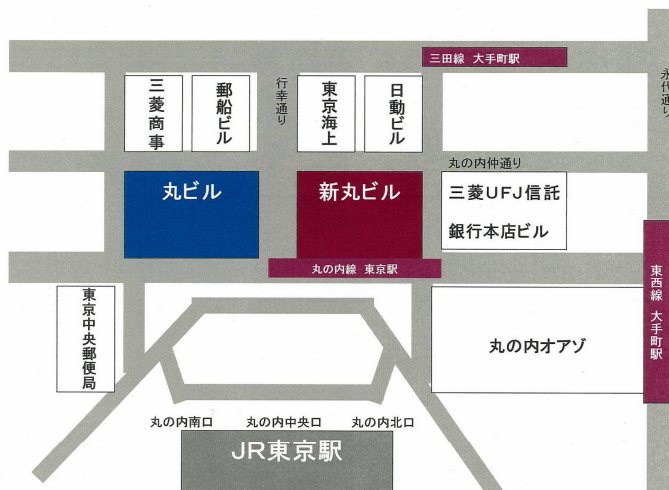 三田線 大手町駅
永代通り
三菱商事
郵船ビル
行幸通り
東京海上
日動ビル
丸の内仲通り
丸ビル
新丸ビル
三菱UFJ信託
銀行本店ビル
丸の内線 東京駅
東西線 大手町駅
東京中央郵便局
丸の内オアゾ
丸の内南口
丸の内中央口
丸の内北口
JR東京駅